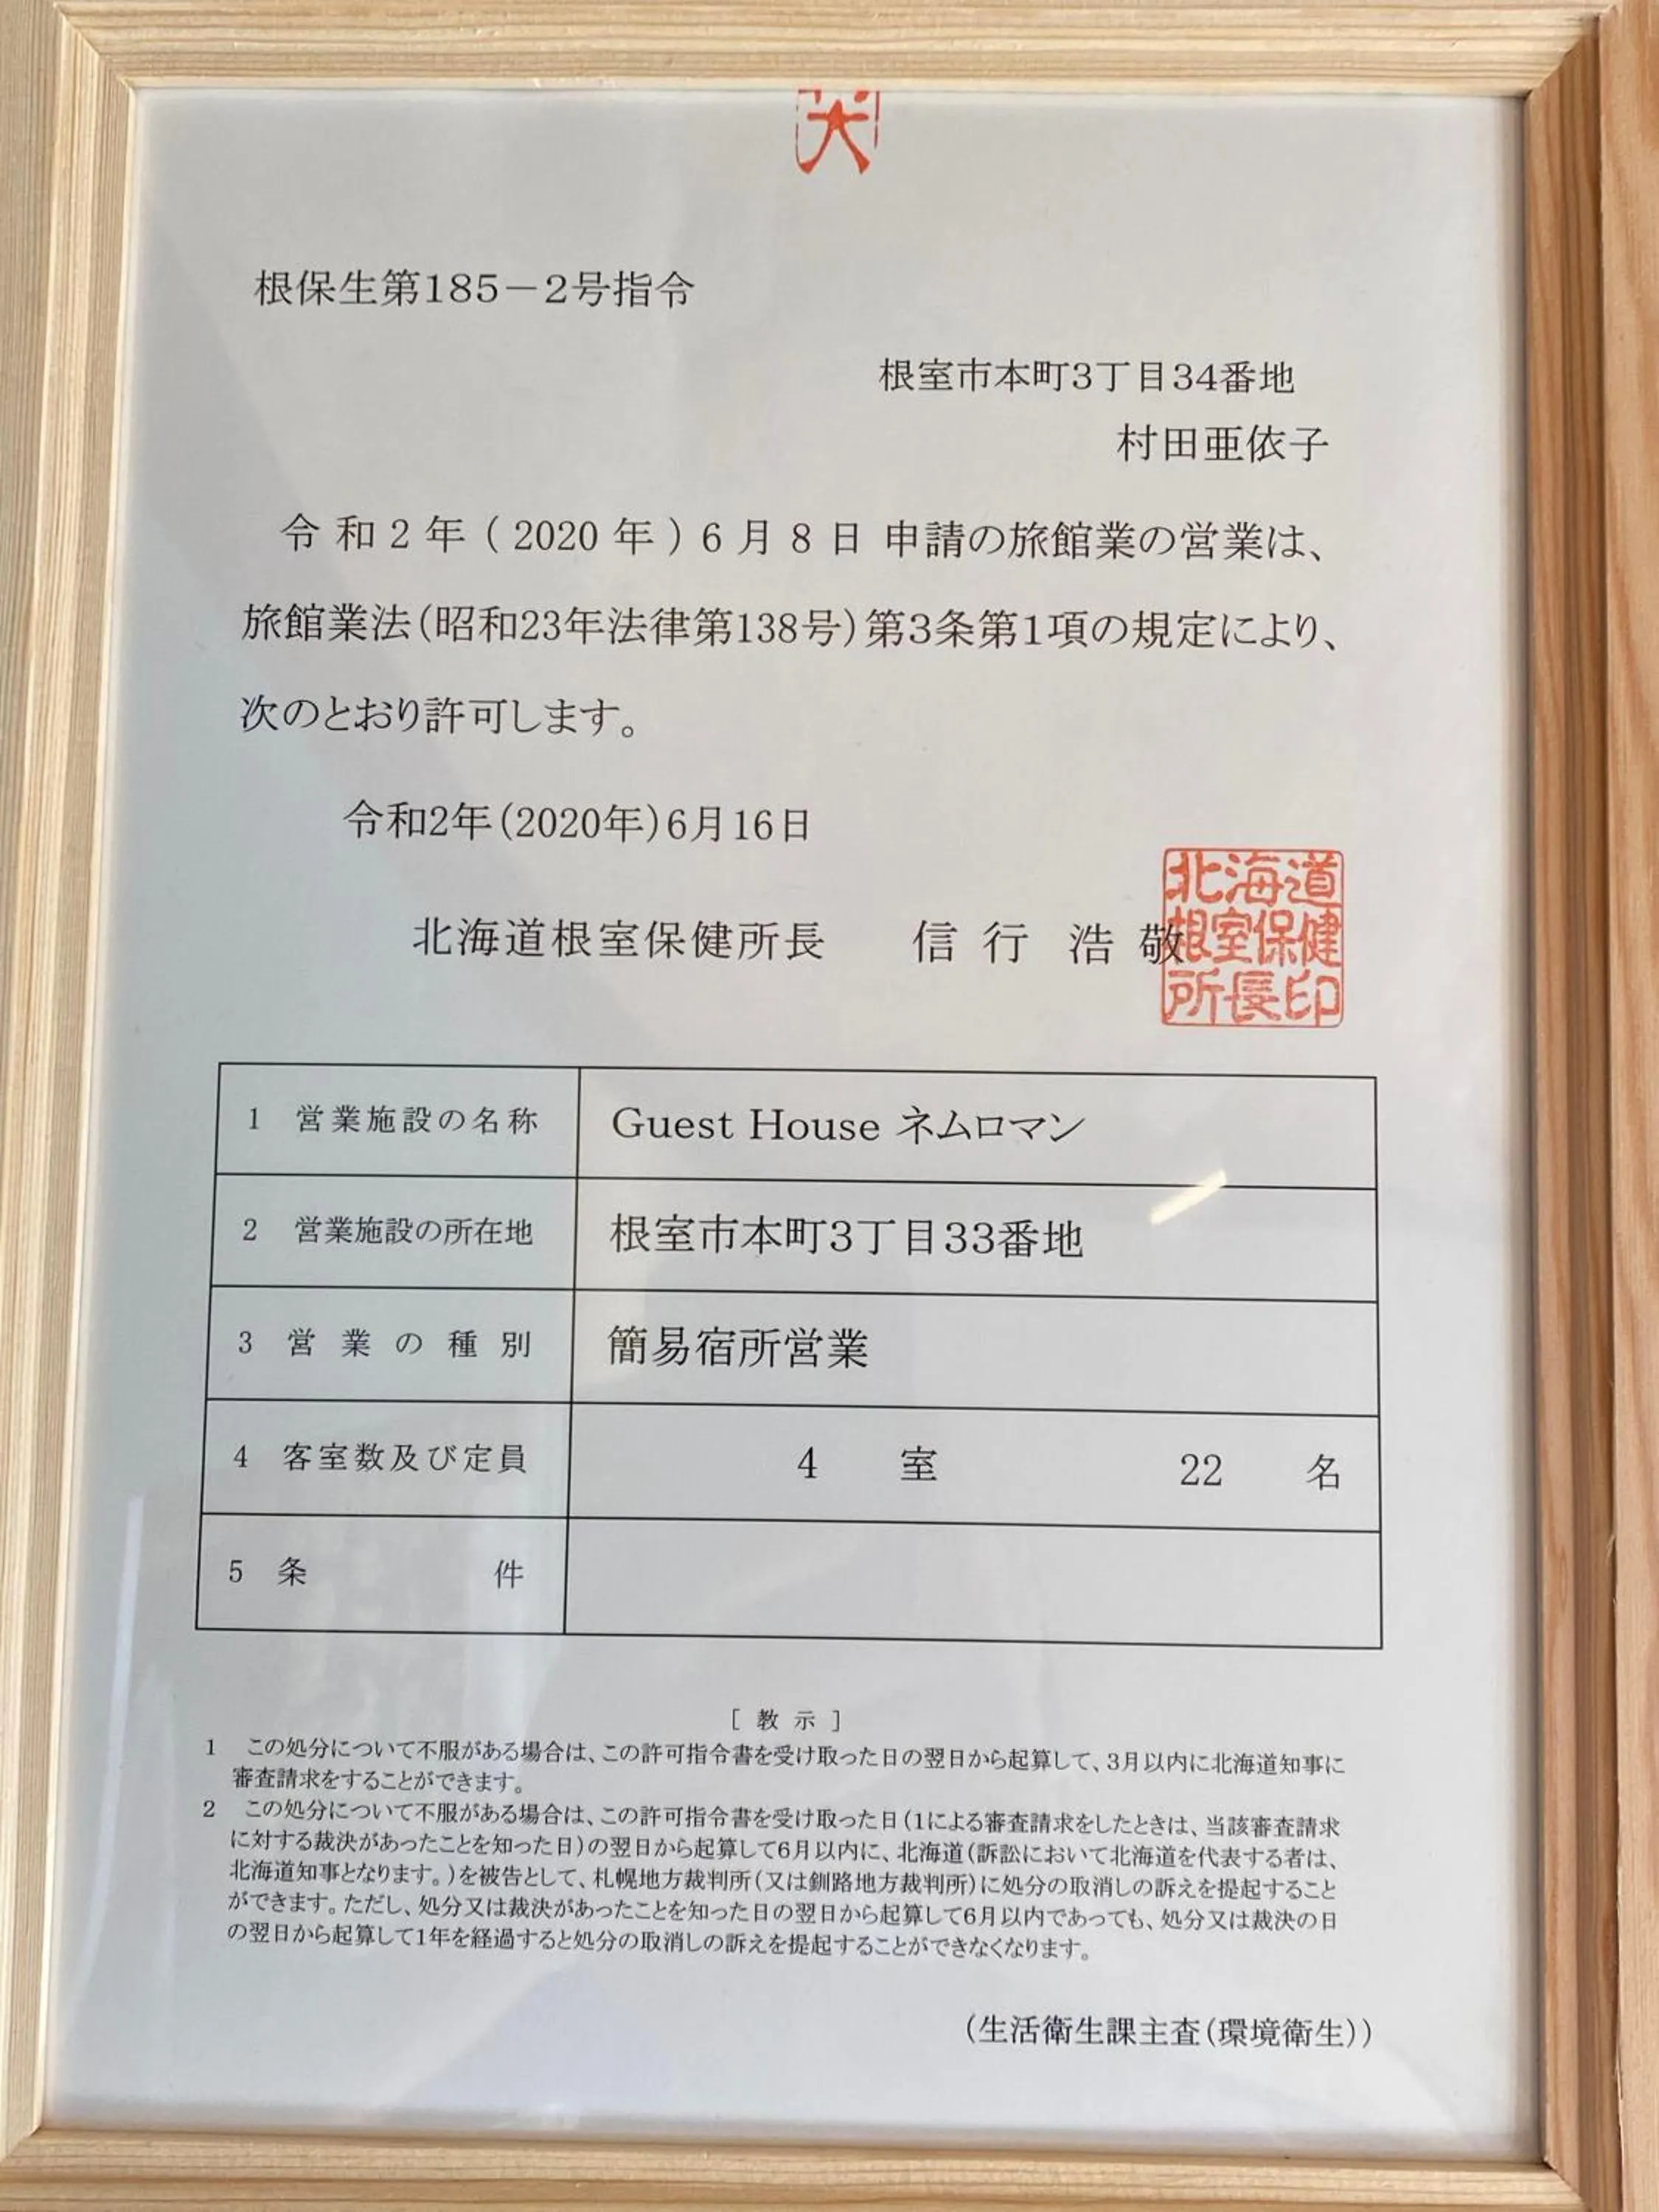 根保生第185－2号指令
根室市本町3丁目34番地
村田亜依子
令和2年(2020年)6月8日 申請の旅館業の営業は、
旅館業法(昭和23年法律第138号)第3条第1項の規定により、
次のとおり許可します。
令和2年(2020年)6月16日
北海道根室保健所長 信行 浩敬
北海道
根室保健
所長印
1 営業施設の名称 Guest House ネムロマン
2 営業施設の所在地 根室市本町3丁目33番地
3 営業の種別 簡易宿所営業
4 客室数及び定員 4 室 22 名
5 条件
[教示]
1 この処分について不服がある場合は、この許可指令書を受け取った日の翌日から起算して、3月以内に北海道知事に
審査請求をすることができます。
2 この処分について不服がある場合は、この許可指令書を受け取った日(1による審査請求をしたときは、当該審査請求
に対する裁決があったことを知った日)の翌日から起算して6月以内に、北海道(訴訟において北海道を代表する者は、
北海道知事となります。)を被告として、札幌地方裁判所(又は釧路地方裁判所)に処分の取消しの訴えを提起すること
ができます。ただし、処分又は裁決があったことを知った日の翌日から起算して6月以内であっても、処分又は裁決の日
の翌日から起算して1年を経過すると処分の取消しの訴えを提起することができなくなります。
(生活衛生課主査(環境衛生))